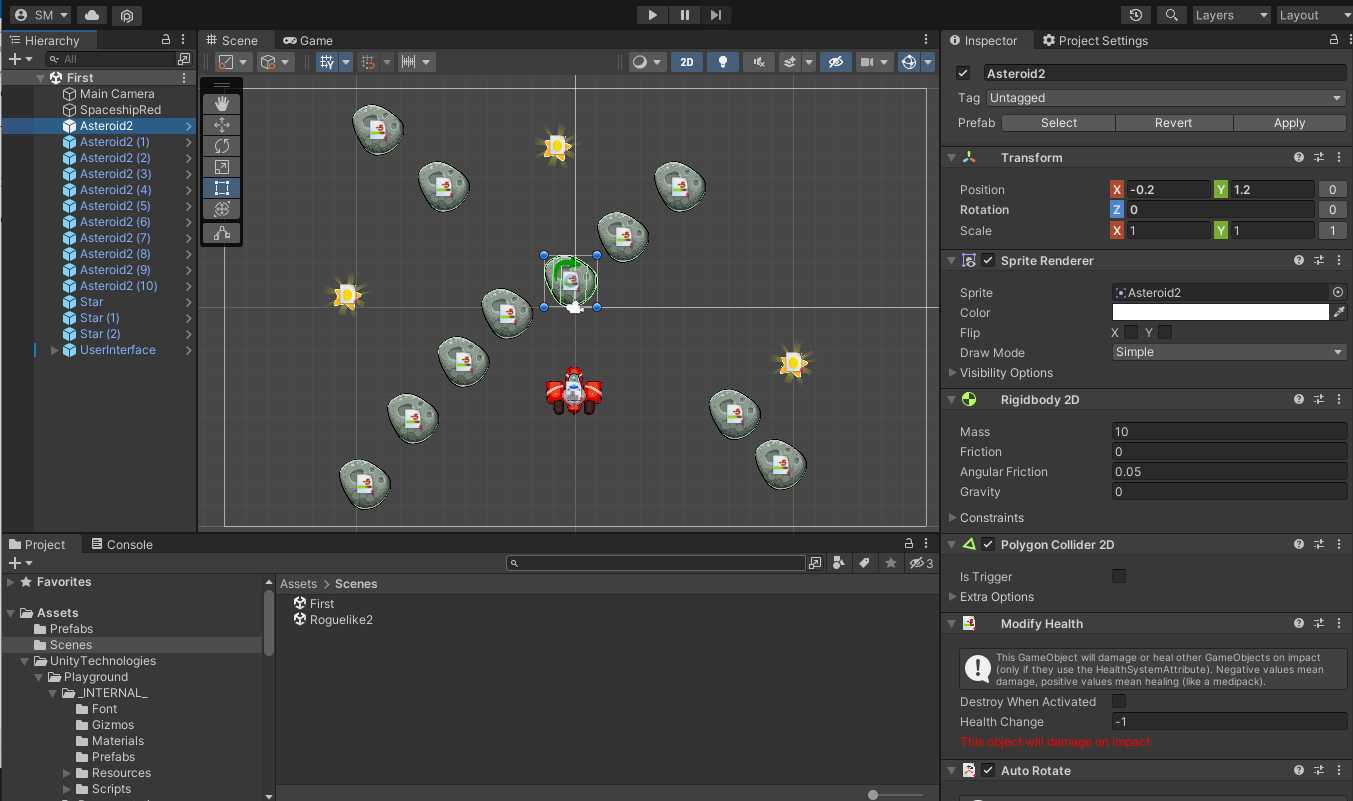 SM
Layers
Layout
Hierarchy
All
First
Main Camera
SpaceshipRed
Asteroid2
Asteroid2 (1)
Asteroid2 (2)
Asteroid2 (3)
Asteroid2 (4)
Asteroid2 (5)
Asteroid2 (6)
Asteroid2 (7)
Asteroid2 (8)
Asteroid2 (9)
Asteroid2 (10)
Star
Star (1)
Star (2)
UserInterface
Scene Game
2D
Inspector Project Settings
Asteroid2
Tag Untagged
Prefab Select Revert Apply
Transform
Position X -0.2 Y 1.2 0
Rotation Z 0 0
Scale X 1 Y 1 1
Sprite Renderer
Sprite Asteroid2
Color
Flip X Y
Draw Mode Simple
Visibility Options
Rigidbody 2D
Mass 10
Friction 0
Angular Friction 0.05
Gravity 0
Constraints
Polygon Collider 2D
Is Trigger
Extra Options
Modify Health
This GameObject will damage or heal other GameObjects on impact
(only if they use the HealthSystemAttribute). Negative values mean
damage, positive values mean healing (like a medipack).
Destroy When Activated
Health Change -1
This object will damage on impact
Auto Rotate
Project Console
3
Favorites
Assets
Prefabs
Scenes
UnityTechnologies
Playground
_INTERNAL_
Font
Gizmos
Materials
Prefabs
Resources
Scripts
Assets > Scenes
First
Roguelike2